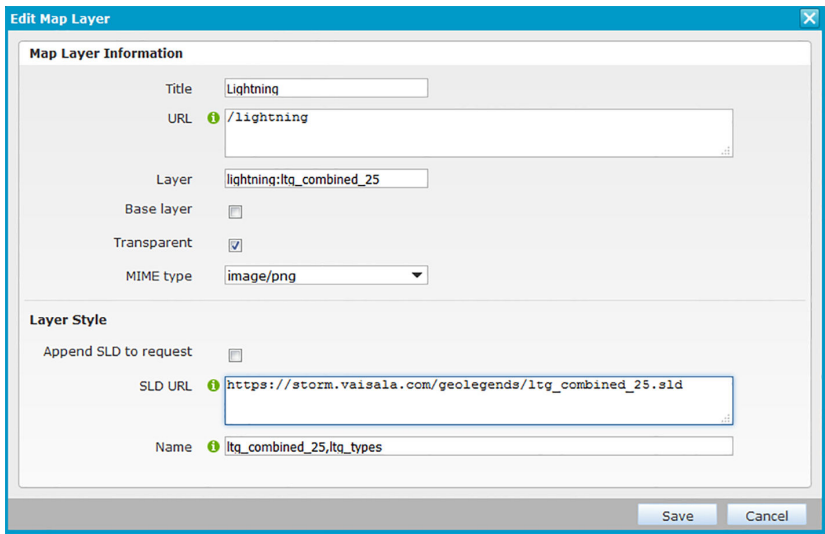 Edit Map Layer
Map Layer Information
Title Lightning
URL /lightning
Layer lightning:ltg_combined_25
Base layer
Transparent
MIME type image/png
Layer Style
Append SLD to request
SLD URL https://storm.vaisala.com/geolegends/ltg_combined_25.sld
Name ltg_combined_25,ltg_types
Save Cancel